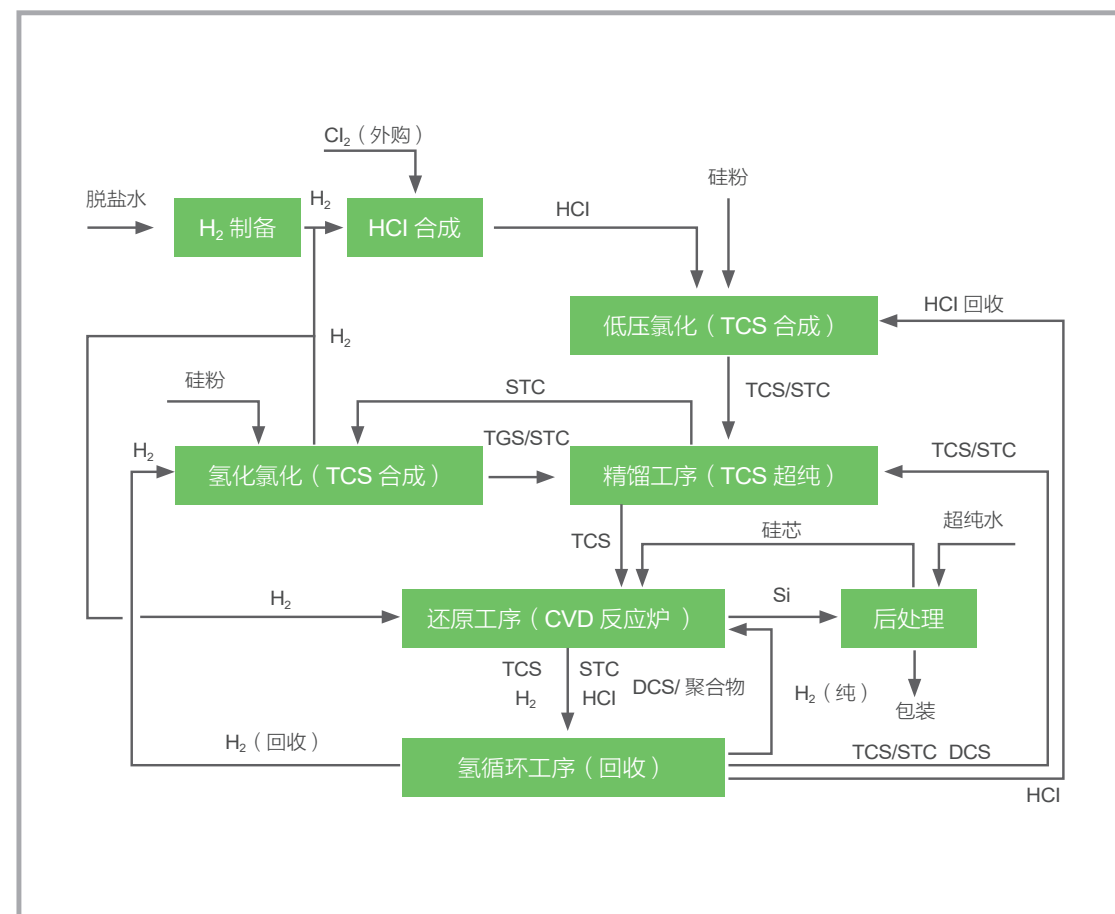 Cl₂（外购）
脱盐水
H₂
HCl
硅粉
H₂ 制备
HCl 合成
HCl 回收
低压氯化（TCS 合成）
H₂
硅粉
STC
TCS/STC
H₂
TGS/STC
TCS/STC
氢化氯化（TCS 合成）
精馏工序（TCS 超纯）
TCS
硅芯
超纯水
H₂
Si
还原工序（CVD 反应炉 ）
后处理
TCS
STC
DCS/ 聚合物
H₂
HCl
H₂（纯）
包装
H₂（回收）
氢循环工序（回收）
TCS/STC DCS
HCl